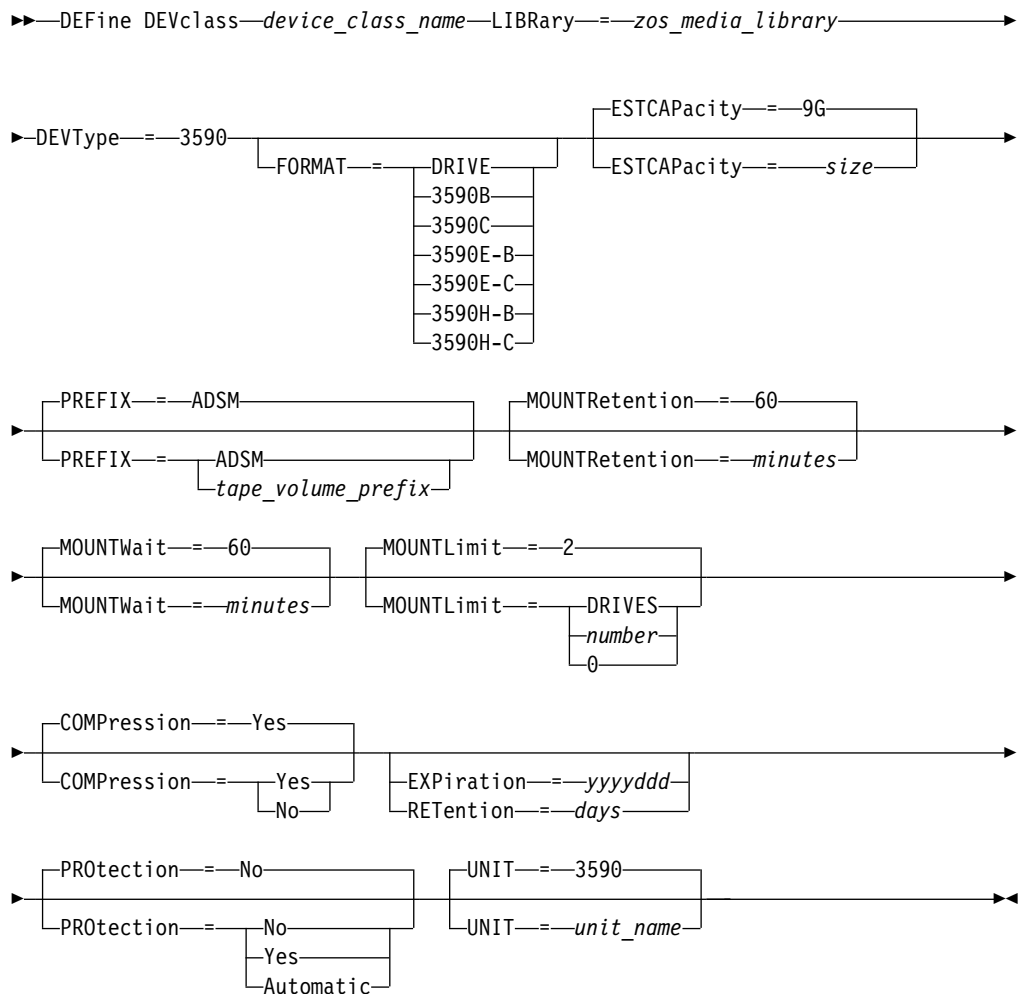 DEFine DEVclass device_class_name LIBRary = zos_media_library
ESTCAPacity = 9G
DEVType = 3590
FORMAT = DRIVE ESTCAPacity = size
3590B
3590C
3590E-B
3590E-C
3590H-B
3590H-C
PREFIX = ADSM MOUNTRetention = 60
PREFIX = ADSM MOUNTRetention = minutes
tape_volume_prefix
MOUNTWait = 60 MOUNTLimit = 2
MOUNTWait = minutes MOUNTLimit = DRIVES
number
0
COMPression = Yes
COMPression = Yes EXPiration = yyyyddd
No RETention = days
PROtection = No UNIT = 3590
PROtection = No UNIT = unit_name
Yes
Automatic